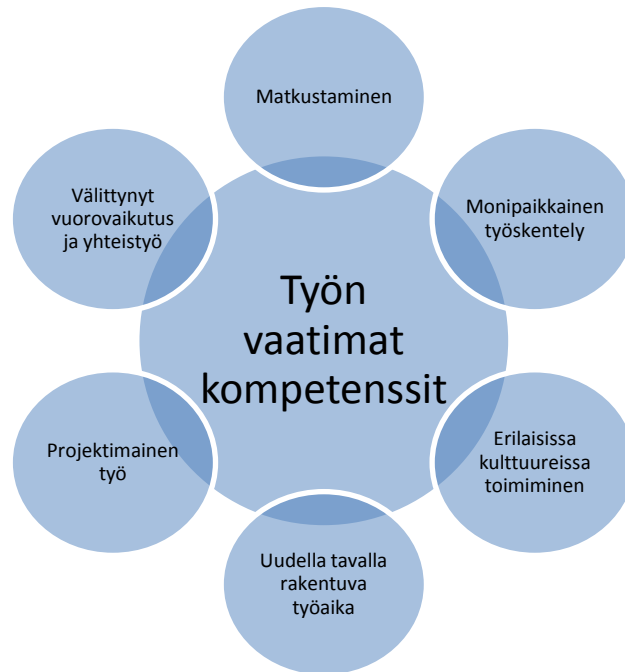 Matkustaminen
Monipaikkainen
työskentely
Erilaisissa
kulttuureissa
toimiminen
Uudella tavalla
rakentuva
työaika
Projektimainen
työ
Välittynyt
vuorovaikutus
ja yhteistyö
Työn
vaatimat
kompetenssit